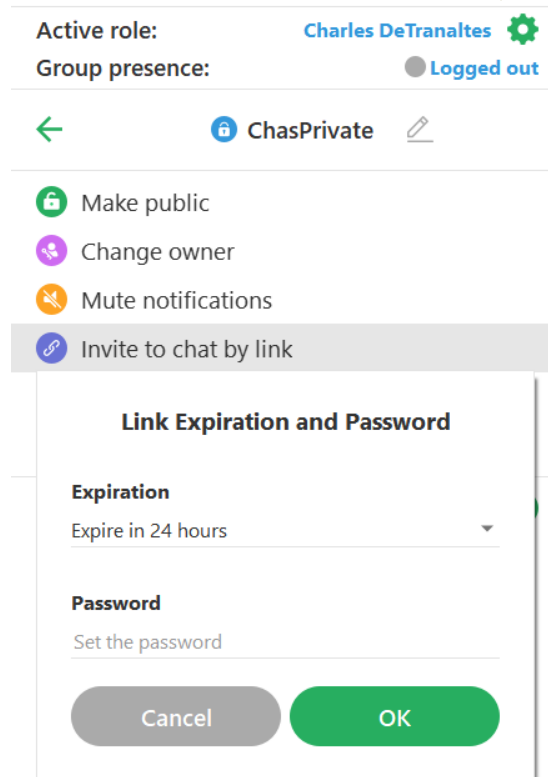 Active role: Charles DeTranaltes
Group presence: Logged out
ChasPrivate
Make public
Change owner
Mute notifications
Invite to chat by link
Link Expiration and Password
Expiration
Expire in 24 hours
Password
Set the password
Cancel OK